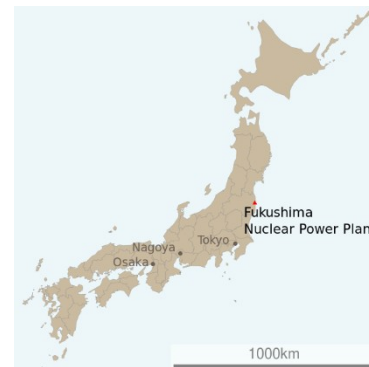 Fukushima
Nuclear Power Plan
Tokyo
Nagoya
Osaka
1000km